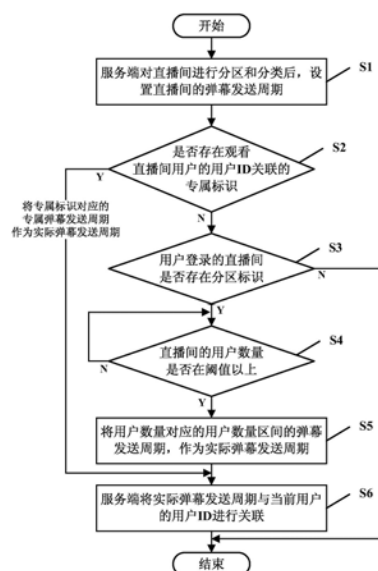 开始
服务端对直播间进行分区和分类后，设
置直播间的弹幕发送周期
S1
是否存在观看
直播间用户的用户ID关联的
专属标识
S2
Y
将专属标识对应的
专属弹幕发送周期
作为实际弹幕发送周期
N
用户登录的直播间
是否存在分区标识
S3
N
Y
直播间的用户数量
是否在阈值以上
S4
N
Y
将用户数量对应的用户数量区间的弹幕
发送周期，作为实际弹幕发送周期
S5
服务端将实际弹幕发送周期与当前用户
的用户ID进行关联
S6
结束